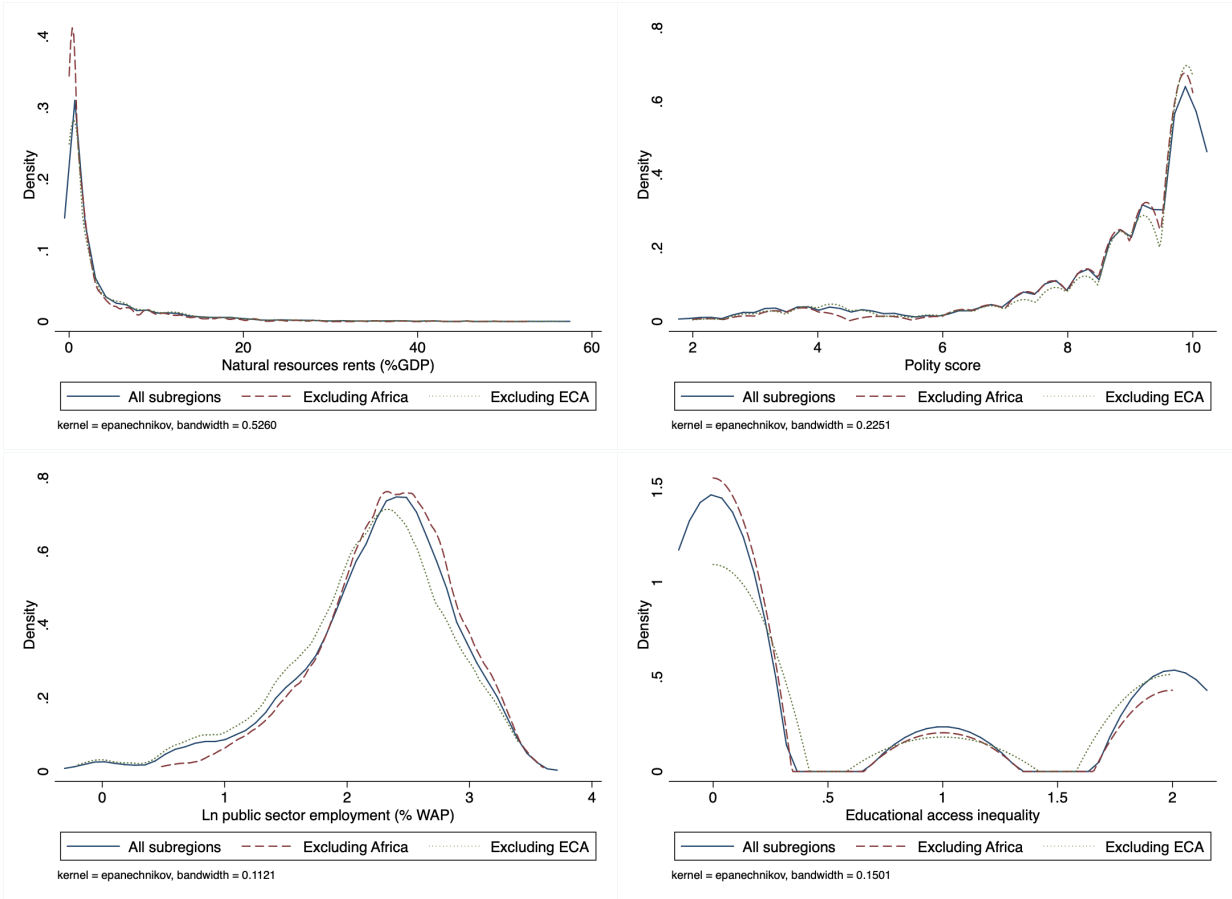 .4
.3
.2
.1
0
Density
0 20 40 60
Natural resources rents (%GDP)
All subregions Excluding Africa Excluding ECA
kernel = epanechnikov, bandwidth = 0.5260
.8
.6
.4
.2
0
Density
2 4 6 8 10
Polity score
All subregions Excluding Africa Excluding ECA
kernel = epanechnikov, bandwidth = 0.2251
.8
.6
.4
.2
0
Density
0 1 2 3 4
Ln public sector employment (% WAP)
All subregions Excluding Africa Excluding ECA
kernel = epanechnikov, bandwidth = 0.1121
1.5
1
.5
0
Density
0 .5 1 1.5 2
Educational access inequality
All subregions Excluding Africa Excluding ECA
kernel = epanechnikov, bandwidth = 0.1501